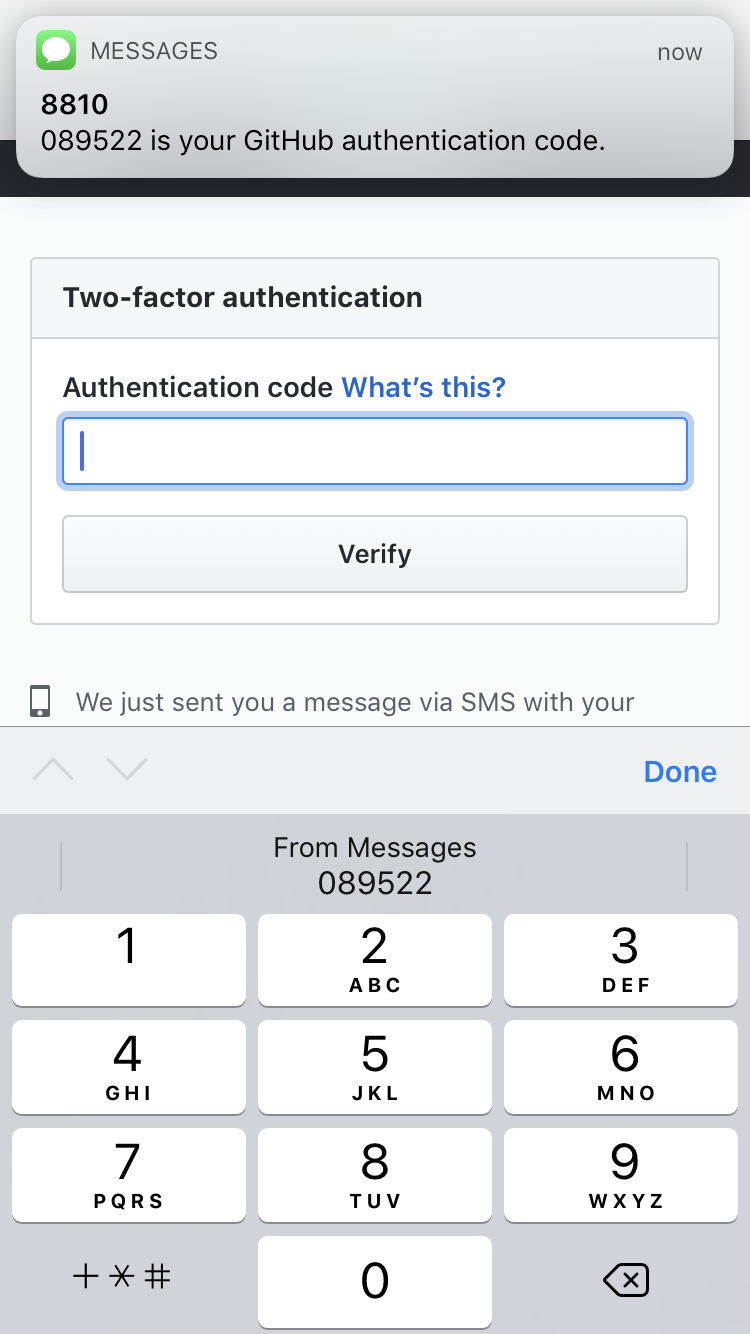 MESSAGES now
8810
089522 is your GitHub authentication code.
Two-factor authentication
Authentication code What’s this?
Verify
We just sent you a message via SMS with your
Done
From Messages
089522
1 2 3
ABC DEF
4 5 6
GHI JKL MNO
7 8 9
PQRS TUV WXYZ
+*# 0